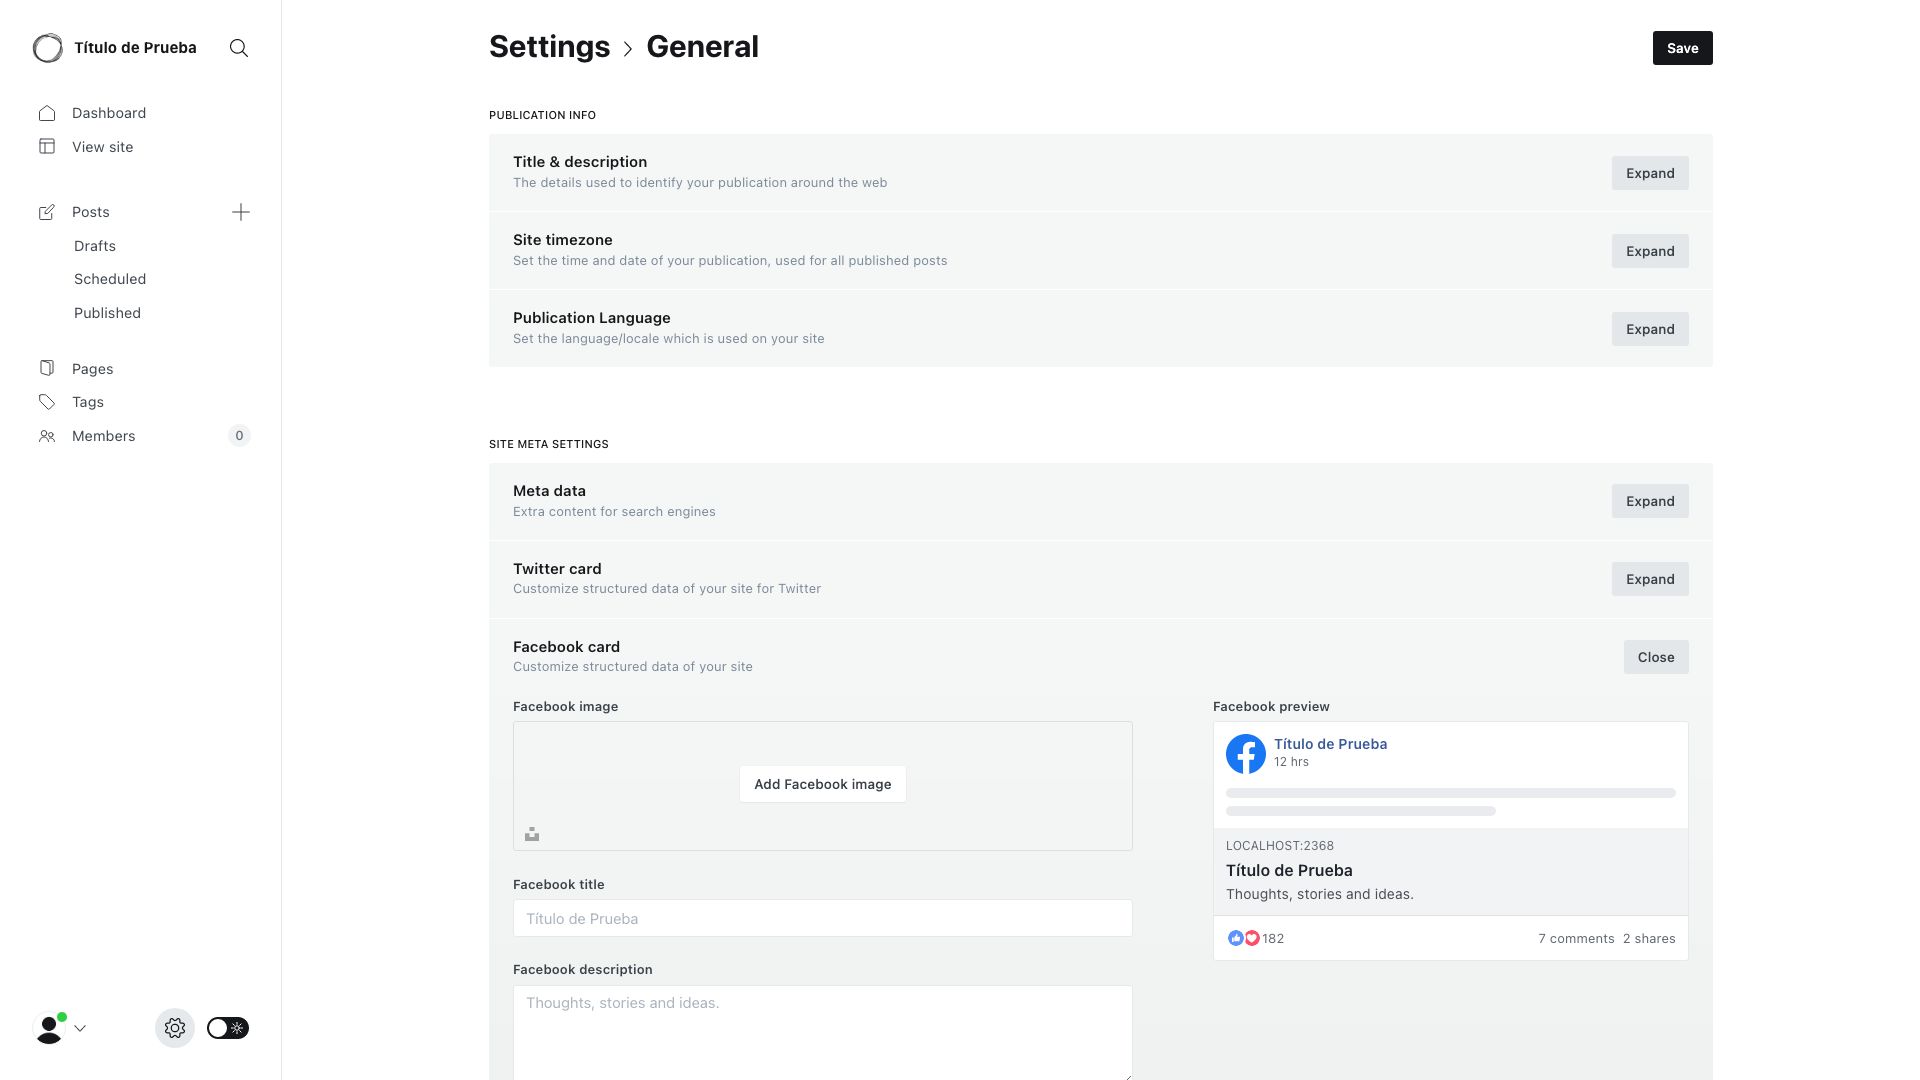 Título de Prueba
Dashboard
View site
Posts
Drafts
Scheduled
Published
Pages
Tags
Members 0
Settings > General
Save
PUBLICATION INFO
Title & description
The details used to identify your publication around the web
Expand
Site timezone
Set the time and date of your publication, used for all published posts
Expand
Publication Language
Set the language/locale which is used on your site
Expand
SITE META SETTINGS
Meta data
Extra content for search engines
Expand
Twitter card
Customize structured data of your site for Twitter
Expand
Facebook card
Customize structured data of your site
Close
Facebook image
Add Facebook image
Facebook title
Título de Prueba
Facebook description
Thoughts, stories and ideas.
Facebook preview
Título de Prueba
12 hrs
LOCALHOST:2368
Título de Prueba
Thoughts, stories and ideas.
182 7 comments 2 shares